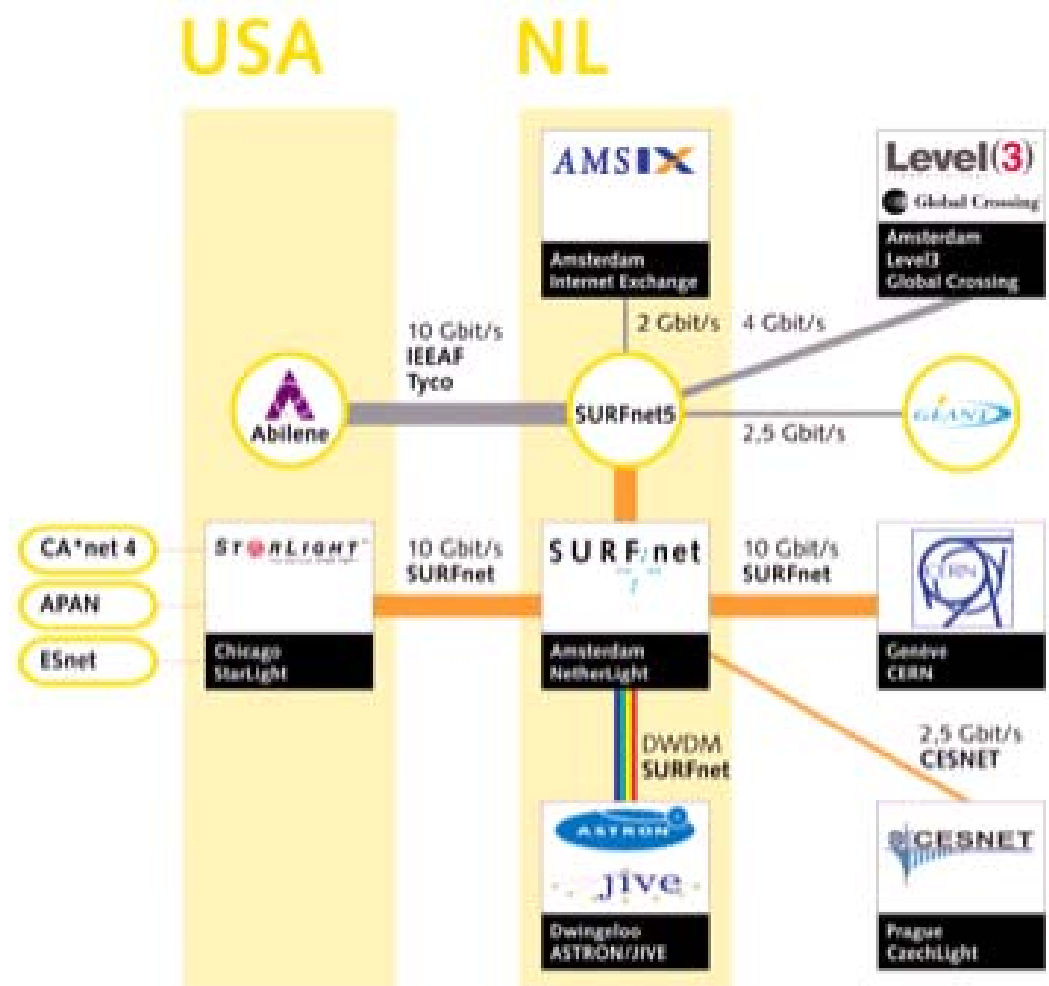 USA
NL
AMSIX
Amsterdam
Internet Exchange
Level(3)
Global Crossing
Amsterdam
Level3
Global Crossing
10 Gbit/s
IEEAF
Tyco
2 Gbit/s
4 Gbit/s
Abilene
SURFnet5
2,5 Gbit/s
GÉANT
CA*net 4
APAN
ESnet
STARLIGHT
Chicago
StarLight
10 Gbit/s
SURFnet
SURFnet
Amsterdam
NetherLight
10 Gbit/s
SURFnet
CERN
Genève
CERN
DWDM
SURFnet
2,5 Gbit/s
CESNET
ASTRON
JIVE
Dwingeloo
ASTRON/JIVE
CESNET
Prague
CzechLight